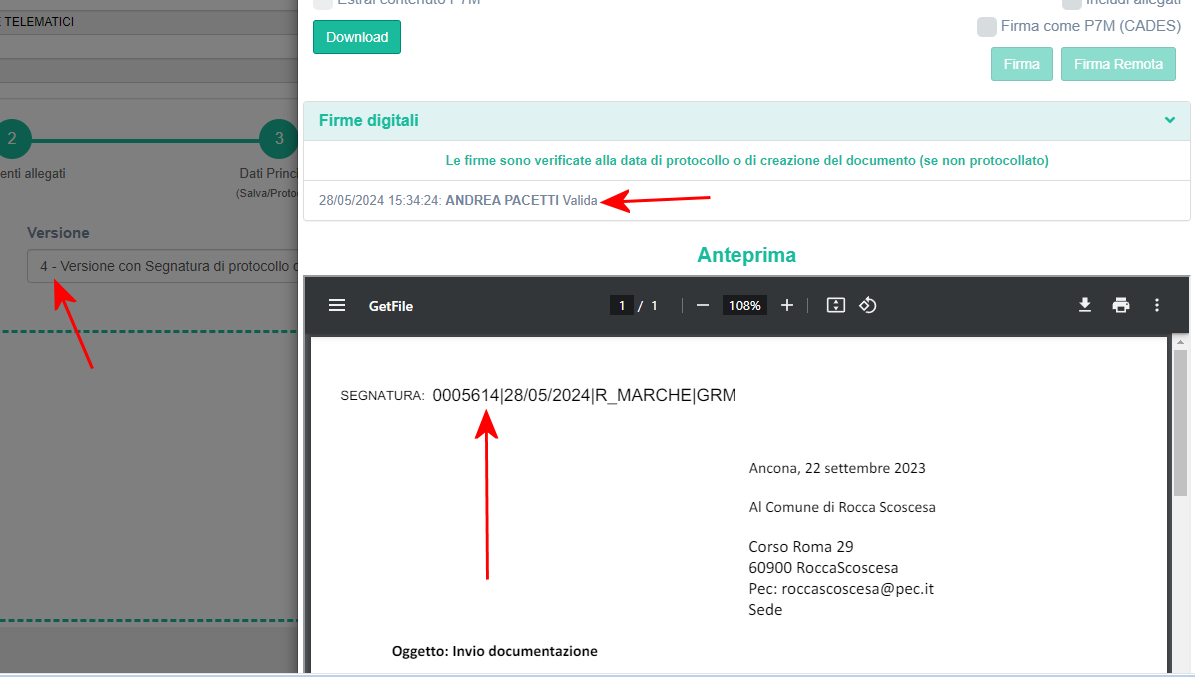 Estrai contenuto P7M
Includi allegati
TELEMATICI
Download
Firma come P7M (CADES)
Firma
Firma Remota
Firme digitali
2
3
enti allegati
Dati Princ
(Salva/Proto
Le firme sono verificate alla data di protocollo o di creazione del documento (se non protocollato)
28/05/2024 15:34:24: ANDREA PACETTI Valida
Versione
4 - Versione con Segnatura di protocollo
Anteprima
GetFile
1 / 1
108%
SEGNATURA: 0005614|28/05/2024|R_MARCHE|GRM
Ancona, 22 settembre 2023
Al Comune di Rocca Scoscesa
Corso Roma 29
60900 RoccaScoscesa
Pec: roccascoscesa@pec.it
Sede
Oggetto: Invio documentazione